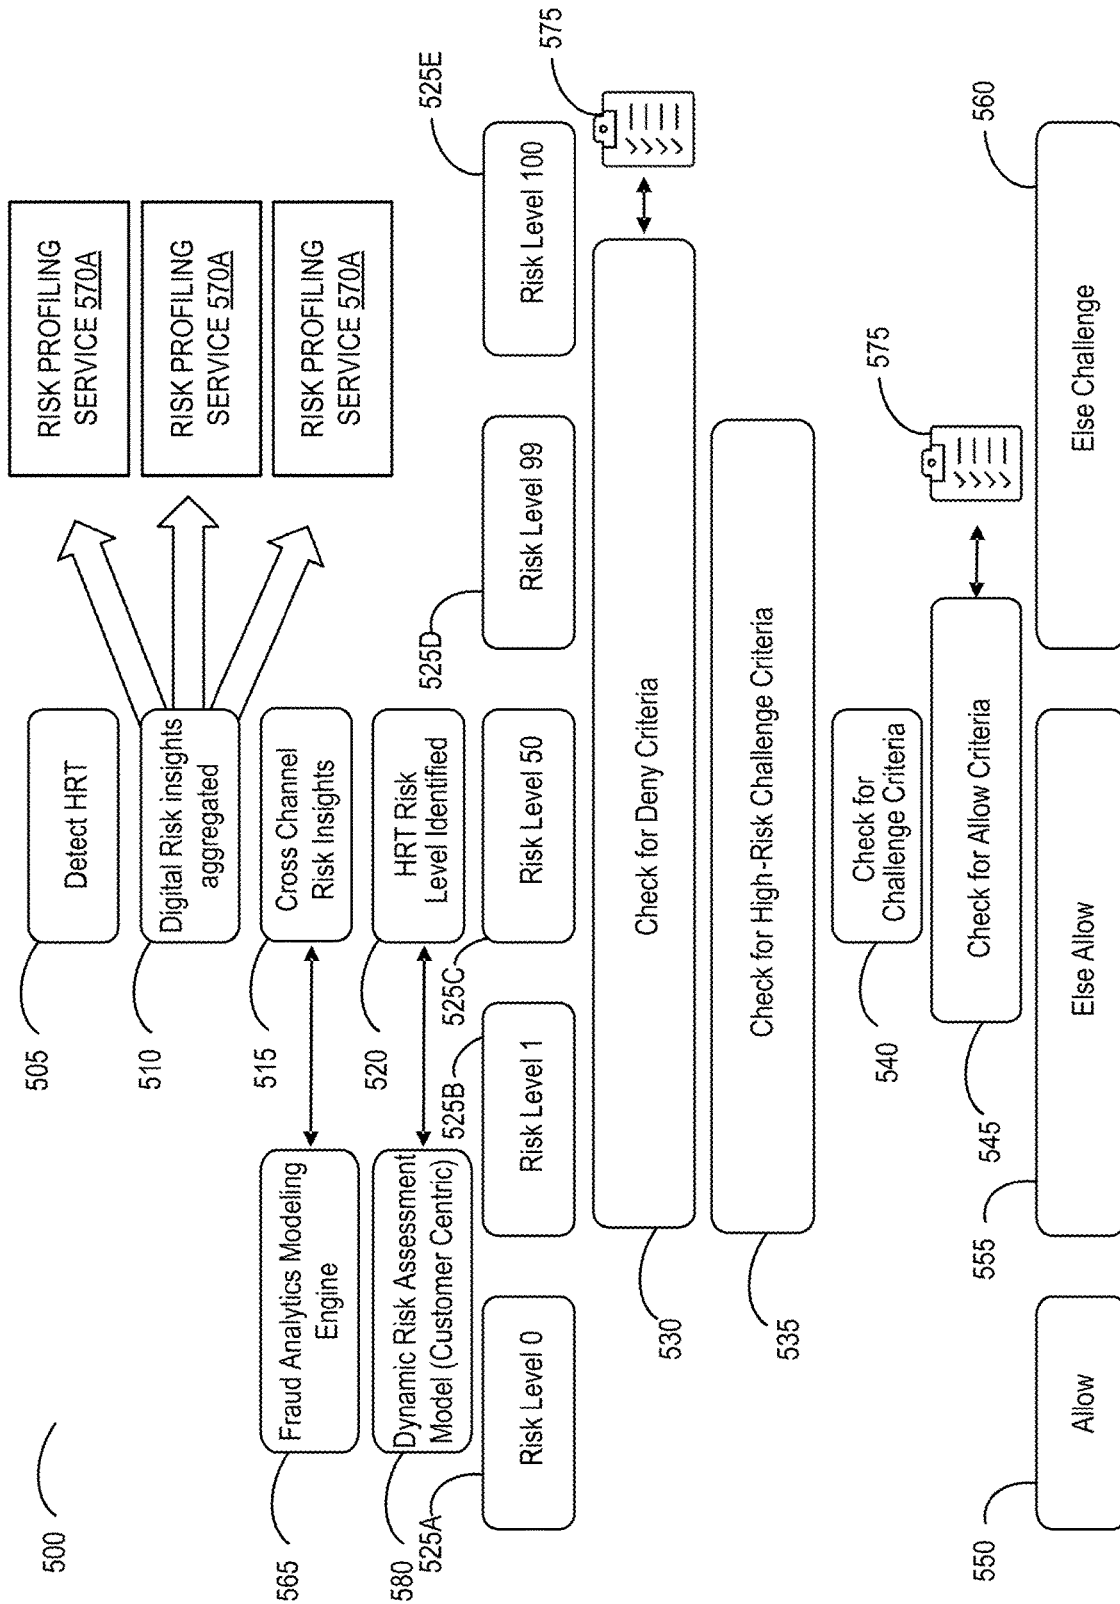 500
505
Detect HRT
RISK PROFILING
SERVICE 570A
510
Digital Risk insights
aggregated
RISK PROFILING
SERVICE 570A
565
Fraud Analytics Modeling
Engine
515
Cross Channel
Risk Insights
RISK PROFILING
SERVICE 570A
580
Dynamic Risk Assessment
Model (Customer Centric)
520
HRT Risk
Level Identified
525A
Risk Level 0
525B
Risk Level 1
525C
Risk Level 50
525D
Risk Level 99
525E
Risk Level 100
530
Check for Deny Criteria
575
535
Check for High-Risk Challenge Criteria
540
Check for
Challenge Criteria
545
Check for Allow Criteria
575
550
Allow
555
Else Allow
560
Else Challenge